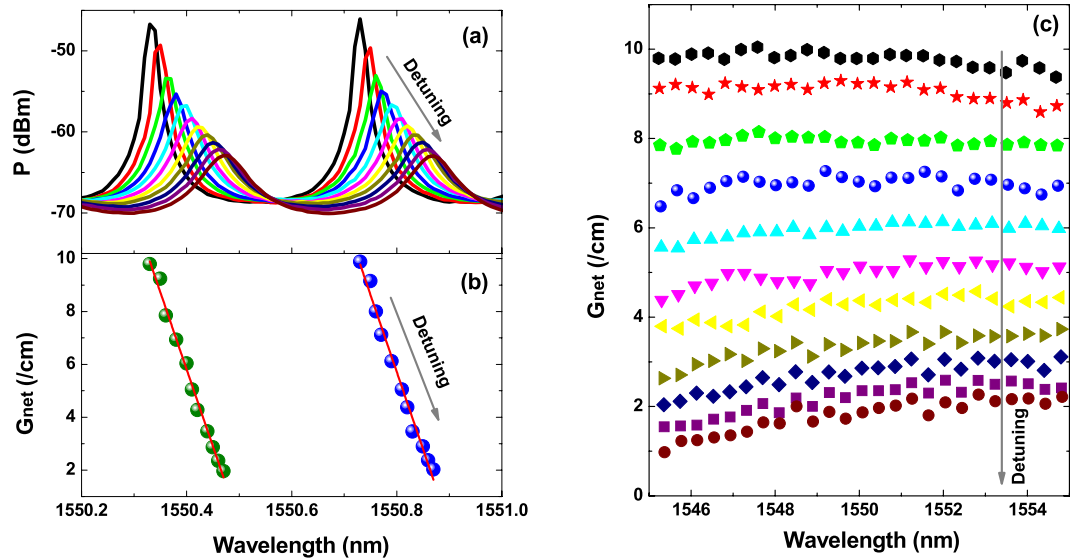 (a)
P (dBm)
-50
-60
-70
Detuning
(b)
Gnet (/cm)
10
8
6
4
2
Detuning
1550.2 1550.4 1550.6 1550.8 1551.0
Wavelength (nm)
(c)
Gnet (/cm)
10
8
6
4
2
0
Detuning
1546 1548 1550 1552 1554
Wavelength (nm)